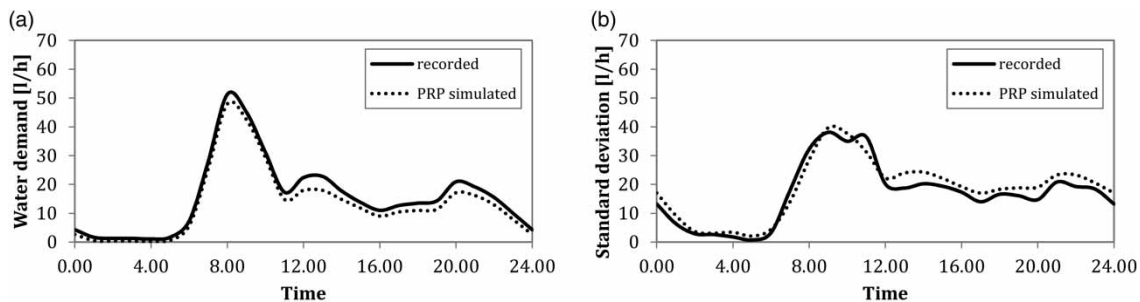 (a)
Water demand [l/h]
70
60
50
40
30
20
10
0
recorded
PRP simulated
0.00 4.00 8.00 12.00 16.00 20.00 24.00
Time
(b)
Standard deviation [l/h]
70
60
50
40
30
20
10
0
recorded
PRP simulated
0.00 4.00 8.00 12.00 16.00 20.00 24.00
Time